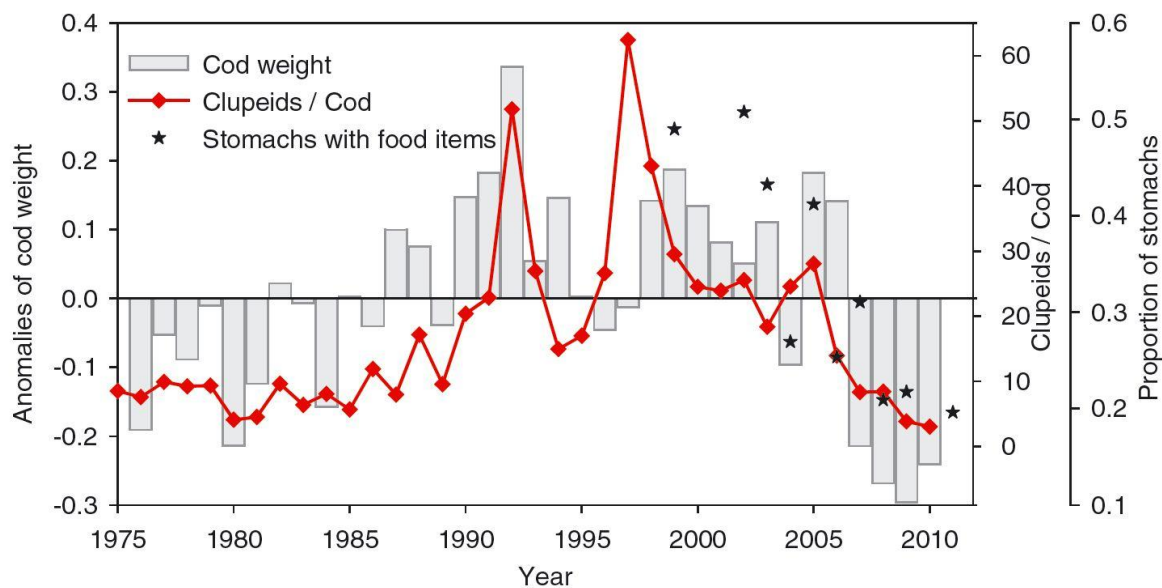 Anomalies of cod weight
0.4
0.3
0.2
0.1
0.0
-0.1
-0.2
-0.3
Cod weight
Clupeids / Cod
Stomachs with food items
60
50
40
30
20
10
0
Clupeids / Cod
0.6
0.5
0.4
0.3
0.2
0.1
Proportion of stomachs
1975 1980 1985 1990 1995 2000 2005 2010
Year